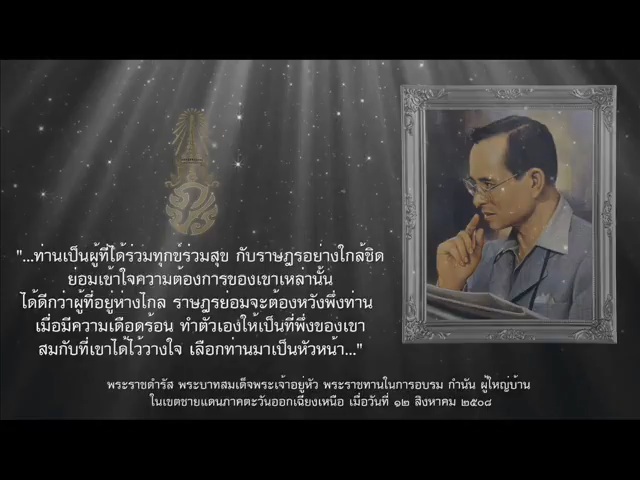 "...ท่านเป็นผู้ที่ได้ร่วมทุกข์ร่วมสุข กับราษฎรอย่างใกล้ชิด
ย่อมเข้าใจความต้องการของเขาเหล่านั้น
ได้ดีกว่าผู้ที่อยู่ห่างไกล ราษฎรยอมจะต้องหวังพึ่งท่าน
เมื่อมีความเดือดร้อน ทำตัวเองให้เป็นที่พึ่งของเขา
สมกับที่เขาได้ไว้วางใจ เลือกท่านมาเป็นหัวหน้า..."
พระราชดำรัส พระบาทสมเด็จพระเจ้าอยู่หัว พระราชทานในการอบรม กำนัน ผู้ใหญ่บ้าน
ในเขตชายแดนภาคตะวันออกเฉียงเหนือ เมื่อวันที่ ๑๒ สิงหาคม ๒๕๐๘